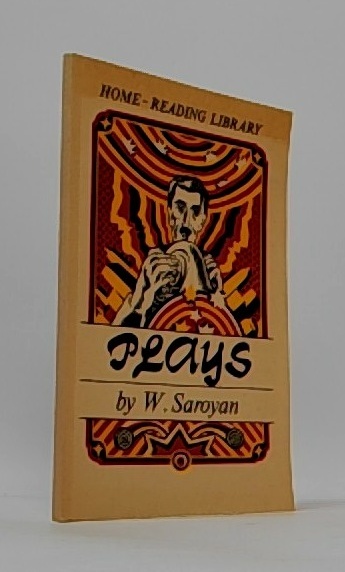 HOME-READING LIBRARY
PLAYS
by W. Saroyan